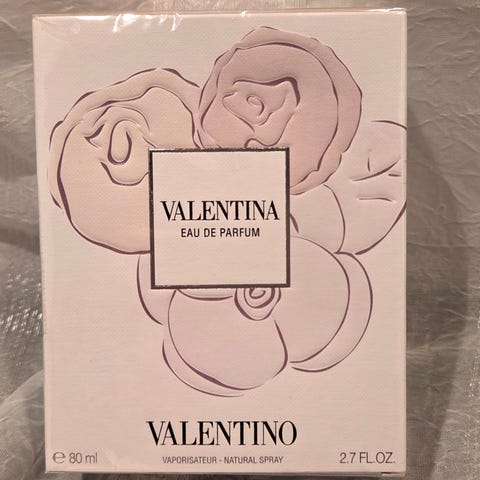 VALENTINA
EAU DE PARFUM
VALENTINO
℮ 80 ml VAPORISATEUR - NATURAL SPRAY 2.7 FL.OZ.